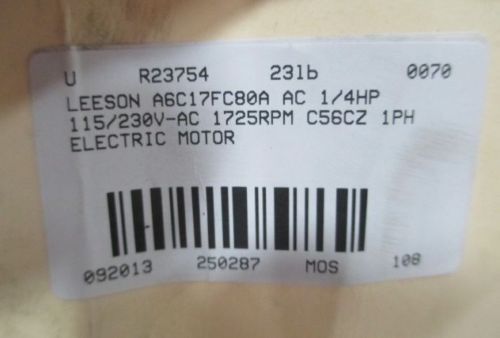 U R23754 23lb 0070
LEESON A6C17FC80A AC 1/4HP
115/230V-AC 1725RPM C56CZ 1PH
ELECTRIC MOTOR
092013 250287 MOS 108